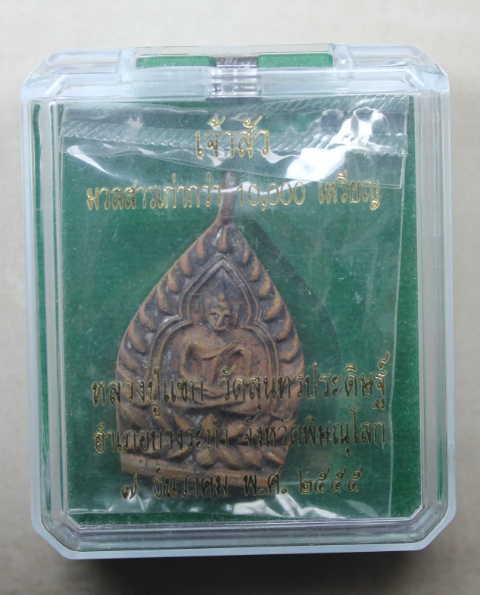 เจ้าสัว
มวลสารเก่ากว่า 10,000 เหรียญ
หลวงปู่แขก วัดสุนทรประดิษฐ์
อำเภอบางระกำ จังหวัดพิษณุโลก
๗ ธันวาคม พ.ศ. ๒๕๕๕